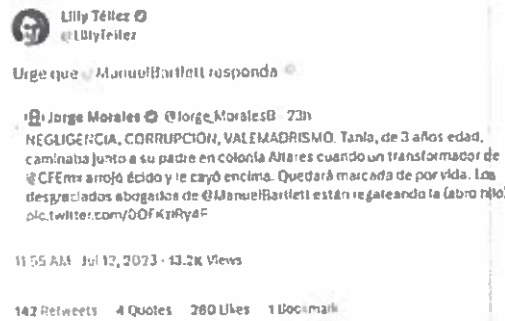 Lilly Téllez
@LillyTellez
Urge que @ManuelBartlett responda
Jorge Morales @Jorge_MoralesB · 23h
NEGLIGENCIA, CORRUPCIÓN, VALEMADRISMO. Tania, de 3 años edad,
caminaba junto a su padre en colonia Altares cuando un transformador de
@CFEmx arrojó ácido y le cayó encima. Quedará marcada de por vida. Los
desgraciados abogados de @ManuelBartlett están regateando la (abro hilo)
pic.twitter.com/
11:55 AM · Jul 12, 2023 · 13.2K Views
142 Retweets 4 Quotes 280 Likes 1 Bookmark